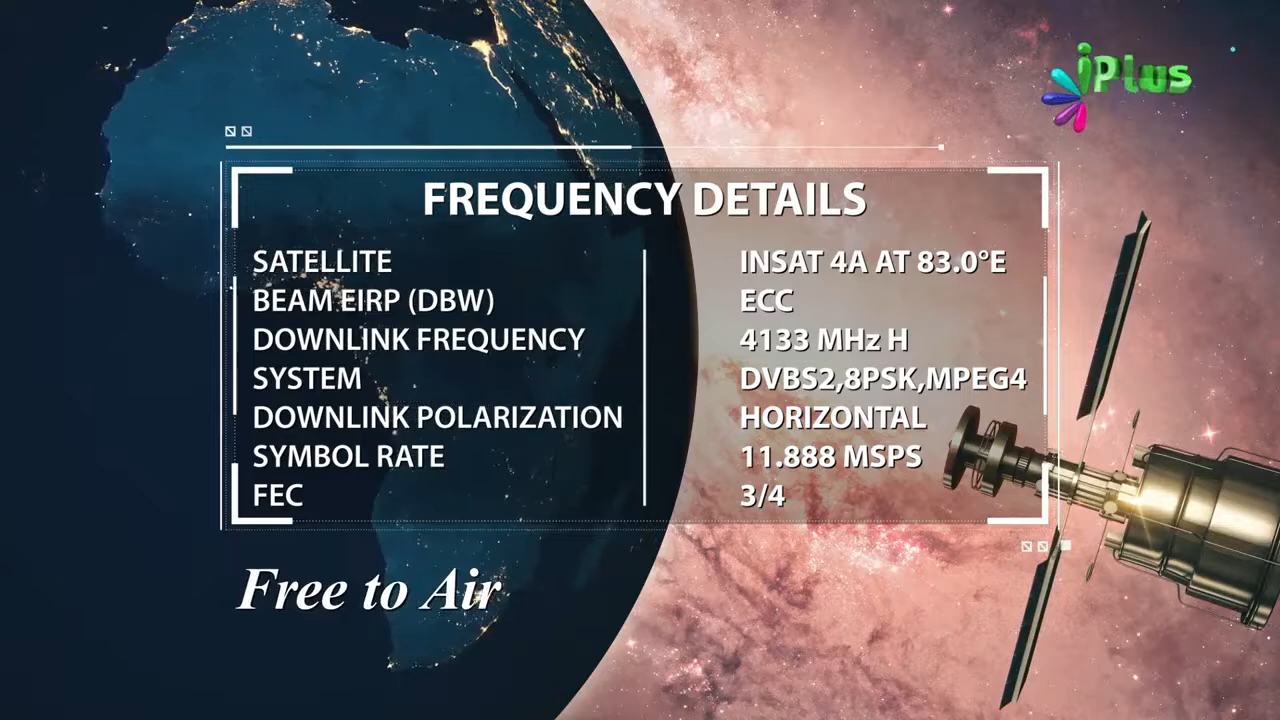 iPlus
FREQUENCY DETAILS
SATELLITE INSAT 4A AT 83.0°E
BEAM EIRP (DBW) ECC
DOWNLINK FREQUENCY 4133 MHz H
SYSTEM DVBS2,8PSK,MPEG4
DOWNLINK POLARIZATION HORIZONTAL
SYMBOL RATE 11.888 MSPS
FEC 3/4
Free to Air